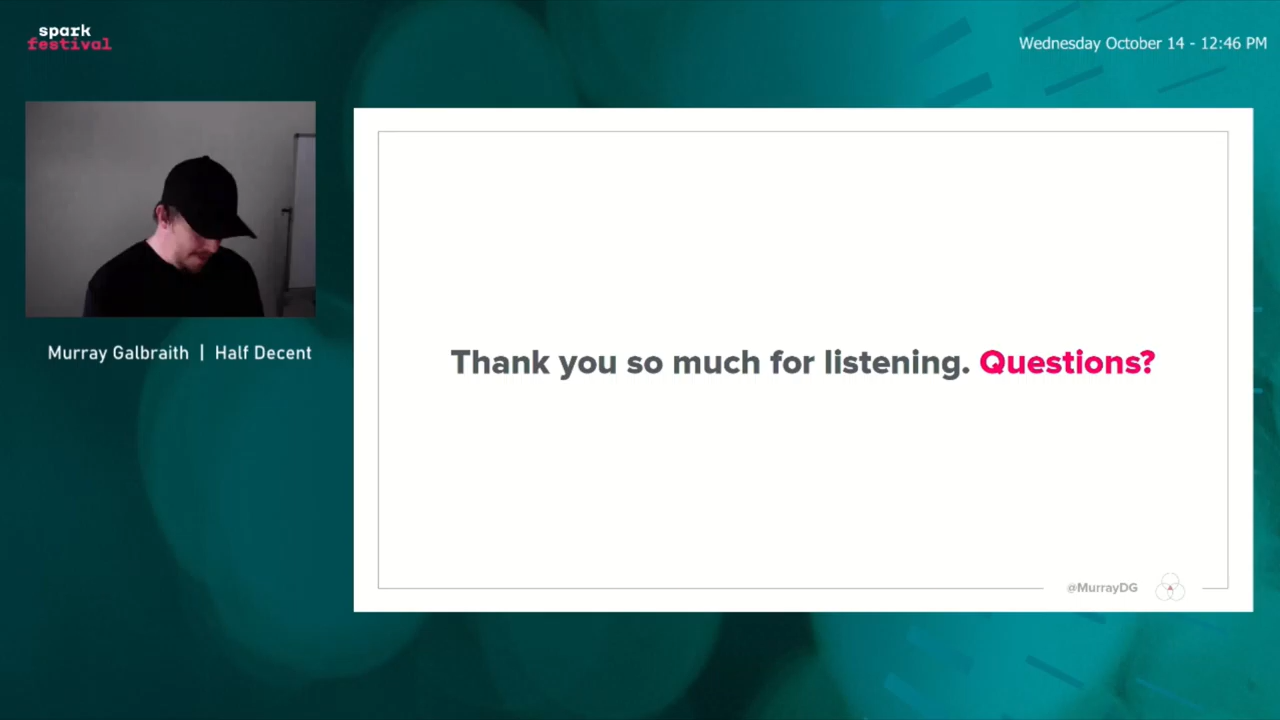 spark
festival
Wednesday October 14 - 12:46 PM
Murray Galbraith | Half Decent
Thank you so much for listening. Questions?
@MurrayDG